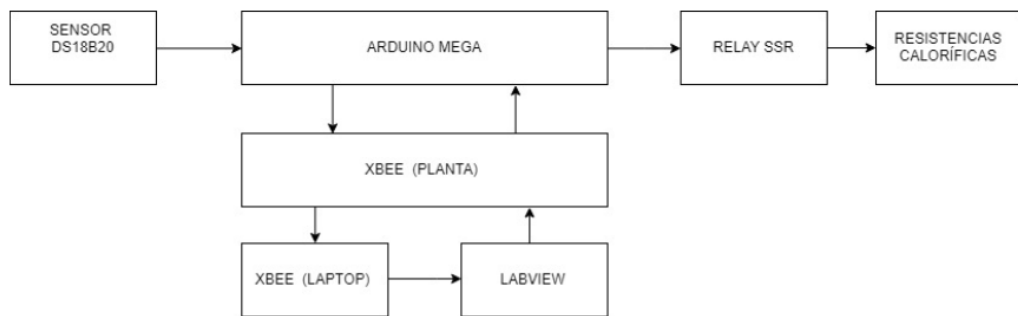 SENSOR
DS18B20
ARDUINO MEGA
RELAY SSR
RESISTENCIAS
CALORÍFICAS
XBEE (PLANTA)
XBEE (LAPTOP)
LABVIEW